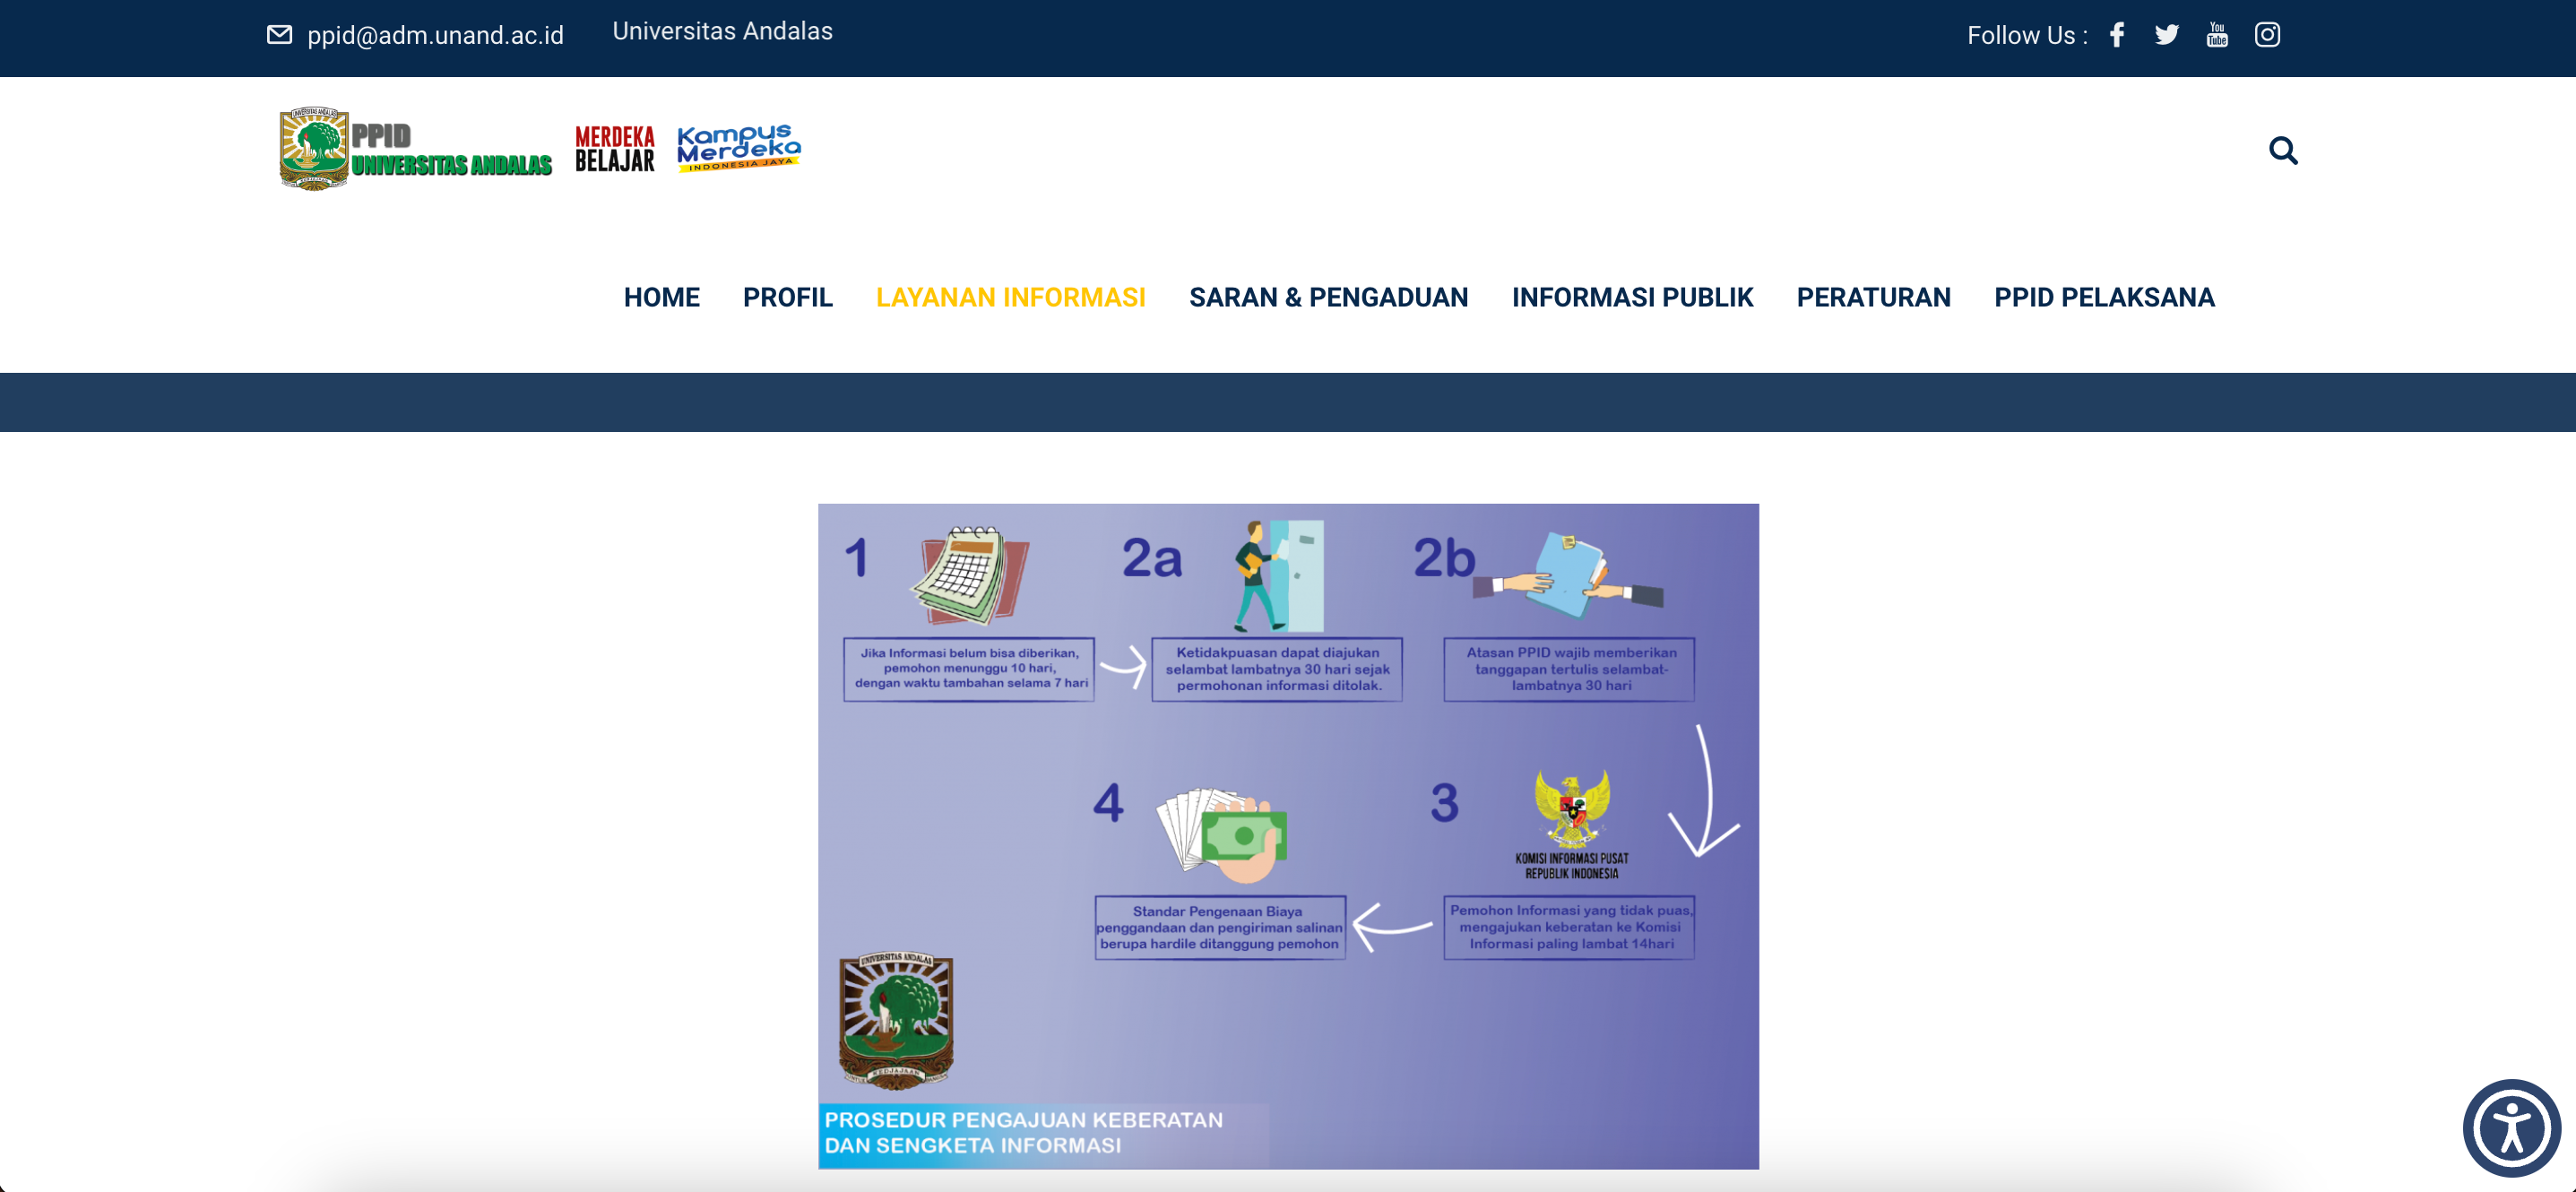 ppid@adm.unand.ac.id
Universitas Andalas
Follow Us :
You
Tube
UNIVERSITAS ANDALAS
PPID
UNIVERSITAS ANDALAS
MERDEKA
BELAJAR
Kampus
Merdeka
INDONESIA JAYA
HOME PROFIL LAYANAN INFORMASI SARAN & PENGADUAN INFORMASI PUBLIK PERATURAN PPID PELAKSANA
1
Jika Informasi belum bisa diberikan,
pemohon menunggu 10 hari,
dengan waktu tambahan selama 7 hari
2a
Ketidakpuasan dapat diajukan
selambat lambatnya 30 hari sejak
permohonan informasi ditolak.
2b
Atasan PPID wajib memberikan
tanggapan tertulis selambat-
lambatnya 30 hari
3
KOMISI INFORMASI PUSAT
REPUBLIK INDONESIA
Pemohon Informasi yang tidak puas,
mengajukan keberatan ke Komisi
Informasi paling lambat 14hari
4
Standar Pengenaan Biaya
penggandaan dan pengiriman salinan
berupa hardile ditanggung pemohon
UNIVERSITAS ANDALAS
KEDJAJAAN
PROSEDUR PENGAJUAN KEBERATAN
DAN SENGKETA INFORMASI